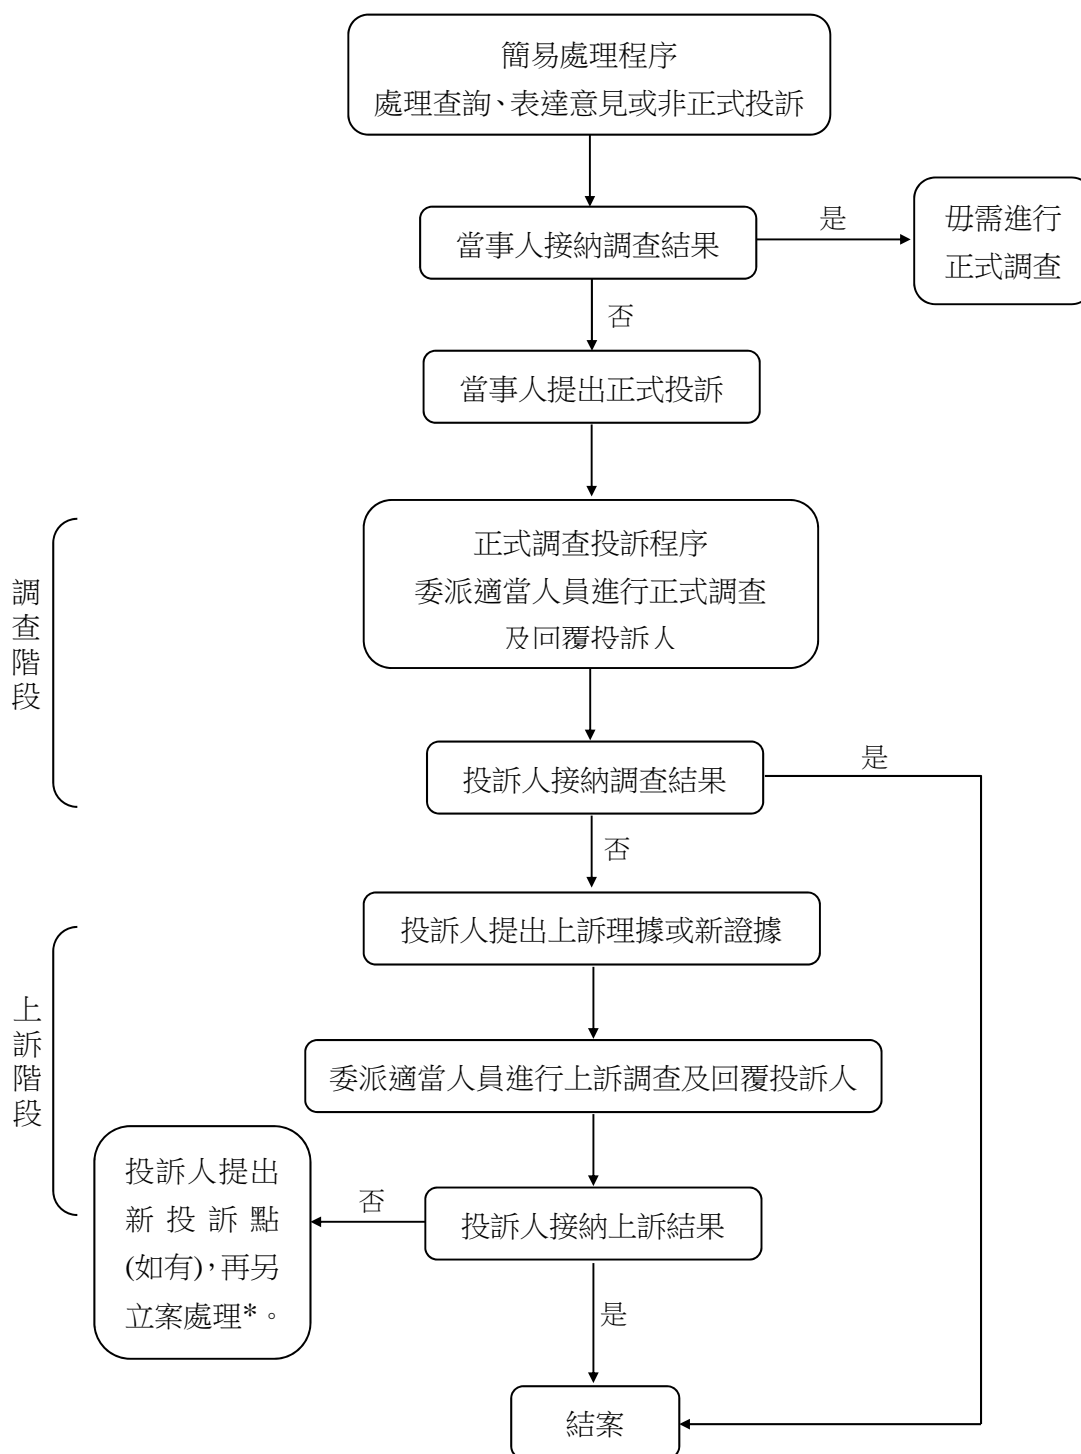 簡易處理程序
處理查詢、表達意見或非正式投訴
當事人接納調查結果
是
毋需進行
正式調查
否
當事人提出正式投訴
調查階段
正式調查投訴程序
委派適當人員進行正式調查
及回覆投訴人
投訴人接納調查結果
是
否
上訴階段
投訴人提出上訴理據或新證據
委派適當人員進行上訴調查及回覆投訴人
投訴人接納上訴結果
否
投訴人提出
新投訴點
(如有)，再另
立案處理*。
是
結案